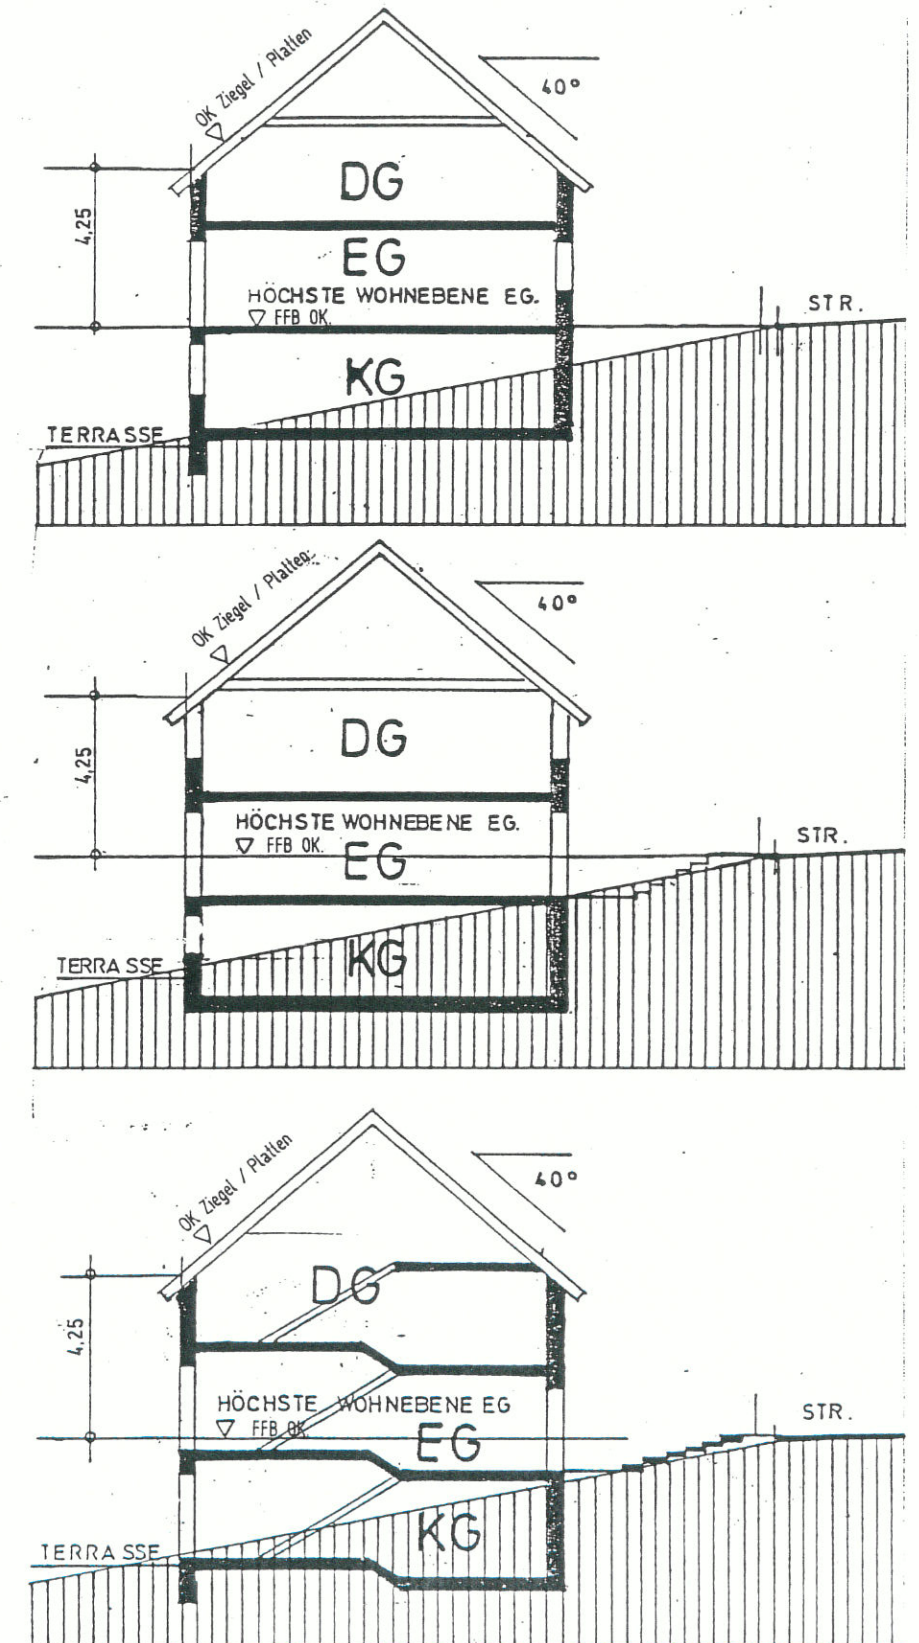 OK Ziegel / Platten
40°
DG
4,25
EG
HÖCHSTE WOHNEBENE EG.
FFB OK.
STR.
KG
TERRASSE
OK Ziegel / Platten
40°
DG
4,25
HÖCHSTE WOHNEBENE EG.
FFB OK.
STR.
EG
TERRASSE
KG
OK Ziegel / Platten
40°
DG
4,25
HÖCHSTE WOHNEBENE EG
FFB OK.
STR.
EG
KG
TERRASSE